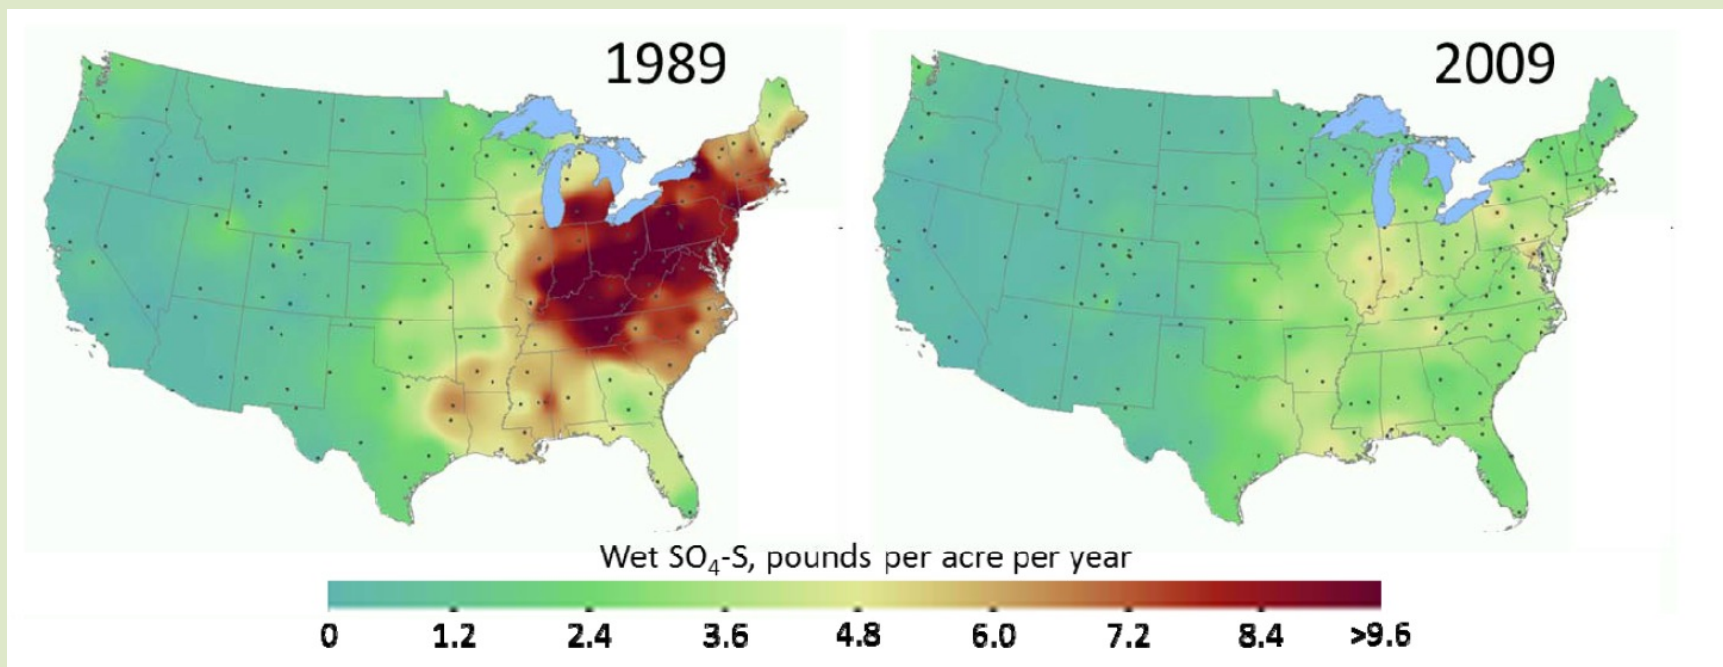 1989
2009
Wet SO₄-S, pounds per acre per year
0 1.2 2.4 3.6 4.8 6.0 7.2 8.4 >9.6